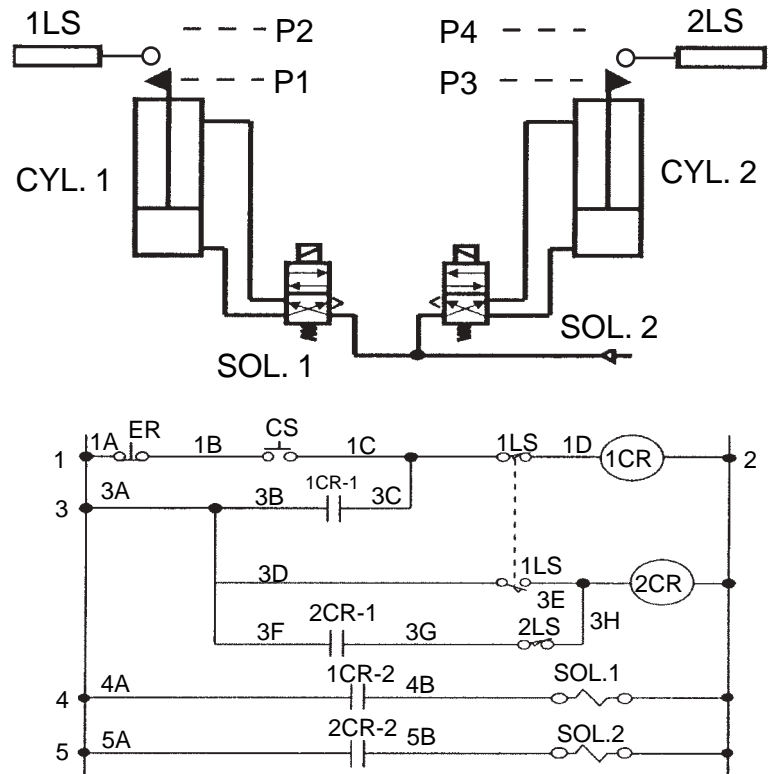 1LS
P2
P4
2LS
P1
P3
CYL. 1
CYL. 2
SOL. 1
SOL. 2
1A
ER
1B
CS
1C
1LS
1D
1
1CR
2
3A
3B
1CR-1
3C
3
3D
1LS
3E
2CR
3F
2CR-1
3G
2LS
3H
4A
1CR-2
4B
SOL.1
4
5A
2CR-2
5B
SOL.2
5